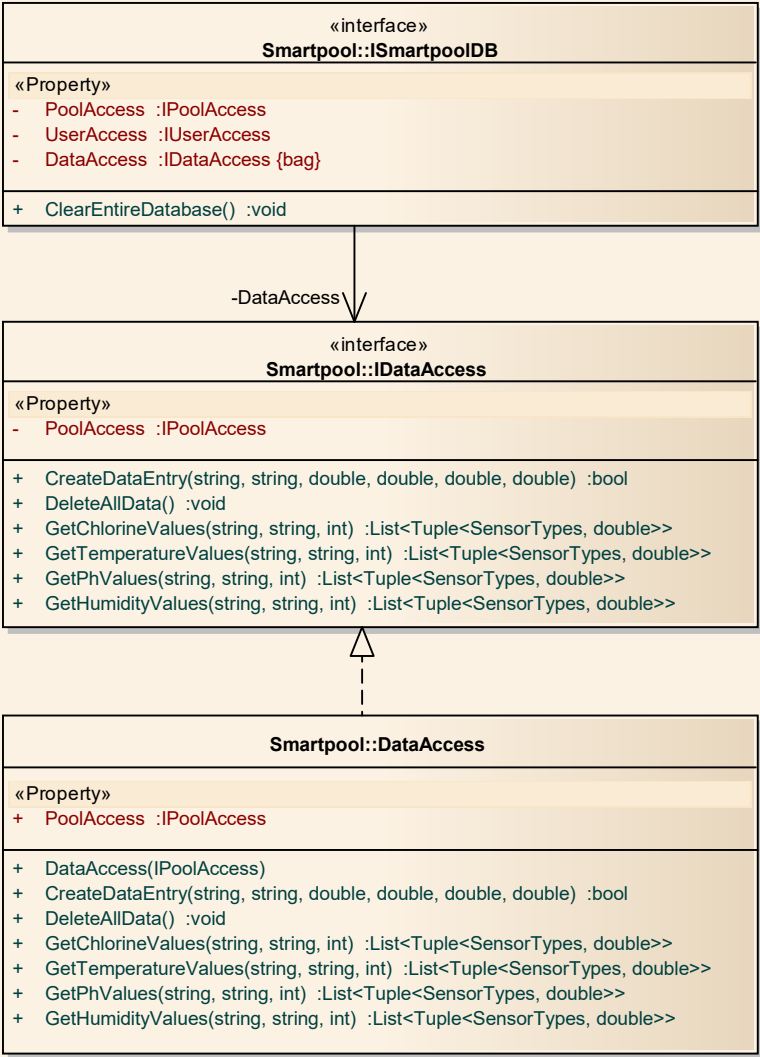 «interface»
Smartpool::ISmartpoolDB
«Property»
- PoolAccess :IPoolAccess
- UserAccess :IUserAccess
- DataAccess :IDataAccess {bag}
+ ClearEntireDatabase() :void
-DataAccess
«interface»
Smartpool::IDataAccess
«Property»
- PoolAccess :IPoolAccess
+ CreateDataEntry(string, string, double, double, double, double) :bool
+ DeleteAllData() :void
+ GetChlorineValues(string, string, int) :List<Tuple<SensorTypes, double>>
+ GetTemperatureValues(string, string, int) :List<Tuple<SensorTypes, double>>
+ GetPhValues(string, string, int) :List<Tuple<SensorTypes, double>>
+ GetHumidityValues(string, string, int) :List<Tuple<SensorTypes, double>>
Smartpool::DataAccess
«Property»
+ PoolAccess :IPoolAccess
+ DataAccess(IPoolAccess)
+ CreateDataEntry(string, string, double, double, double, double) :bool
+ DeleteAllData() :void
+ GetChlorineValues(string, string, int) :List<Tuple<SensorTypes, double>>
+ GetTemperatureValues(string, string, int) :List<Tuple<SensorTypes, double>>
+ GetPhValues(string, string, int) :List<Tuple<SensorTypes, double>>
+ GetHumidityValues(string, string, int) :List<Tuple<SensorTypes, double>>